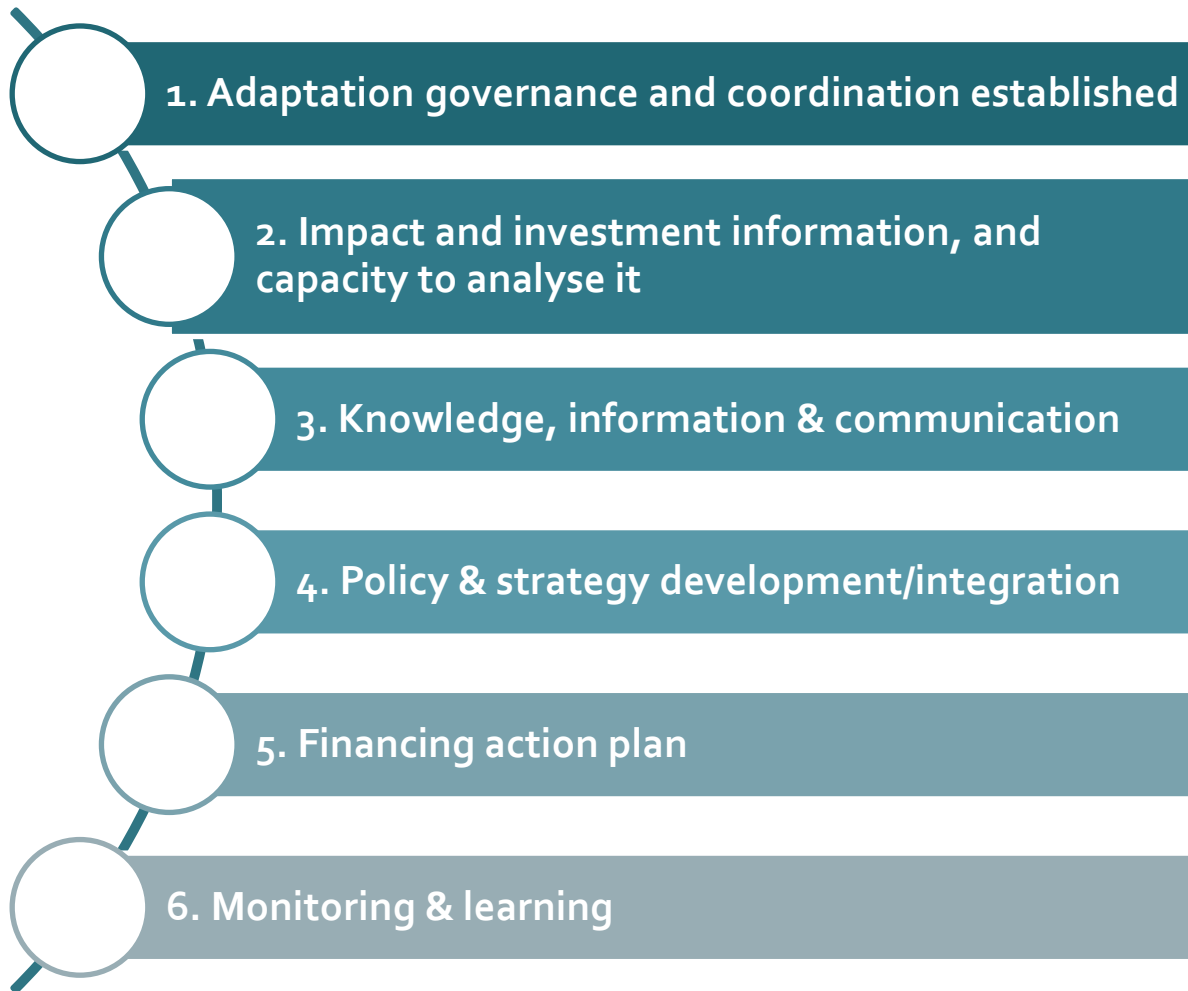 1. Adaptation governance and coordination established
2. Impact and investment information, and
capacity to analyse it
3. Knowledge, information & communication
4. Policy & strategy development/integration
5. Financing action plan
6. Monitoring & learning